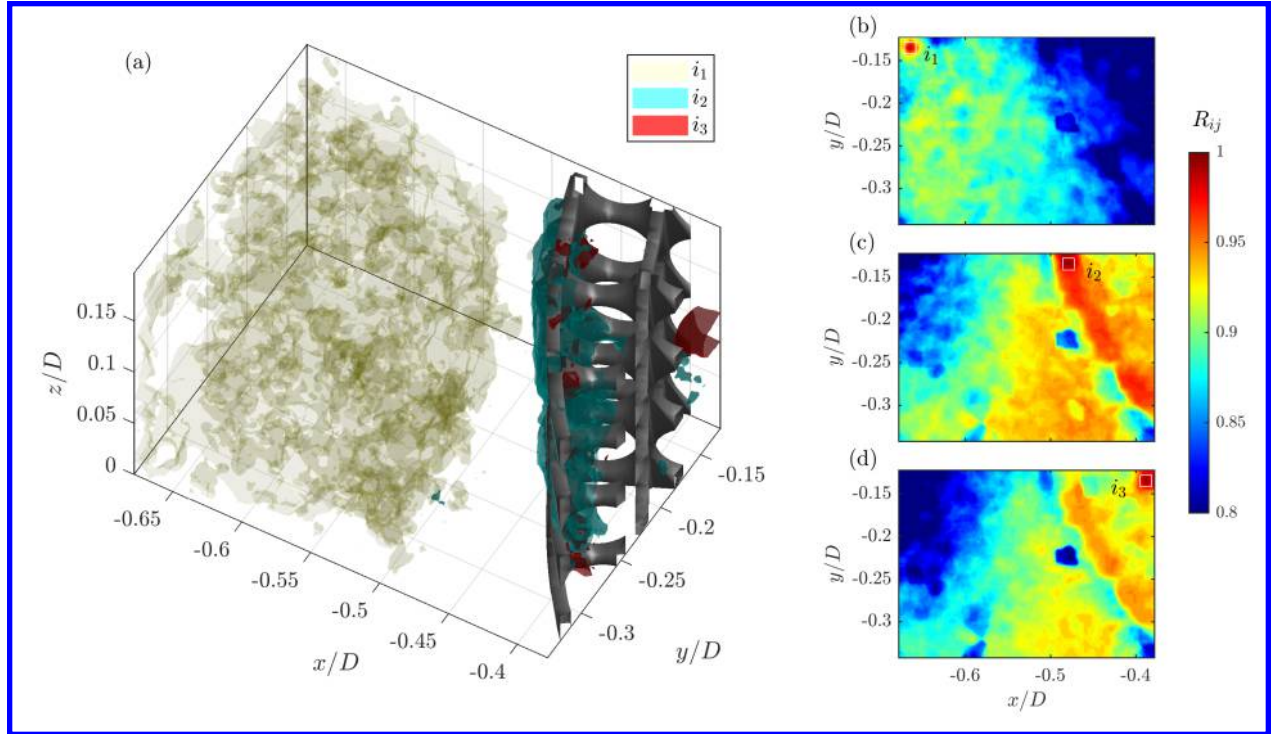 (a)
i₁
i₂
i₃
z/D
0.15
0.1
0.05
0
-0.65
-0.6
-0.55
-0.5
-0.45
-0.4
x/D
-0.3
-0.25
-0.2
-0.15
y/D
(b)
-0.15
-0.2
-0.25
-0.3
y/D
i₁
(c)
-0.15
-0.2
-0.25
-0.3
y/D
i₂
(d)
-0.15
-0.2
-0.25
-0.3
y/D
i₃
-0.6 -0.5 -0.4
x/D
Rᵢⱼ
1
0.95
0.9
0.85
0.8